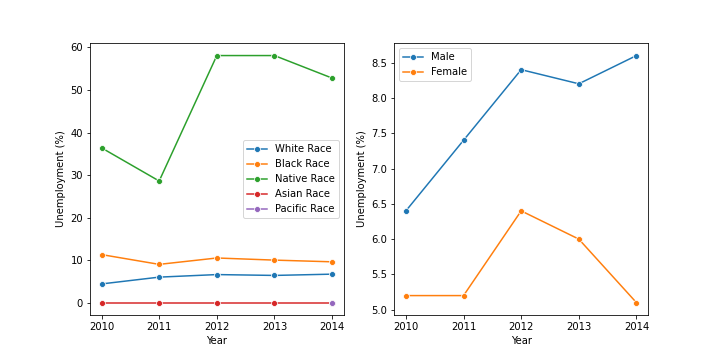 60
50
40
30
20
10
0
Unemployment (%)
White Race
Black Race
Native Race
Asian Race
Pacific Race
2010 2011 2012 2013 2014
Year
8.5
8.0
7.5
7.0
6.5
6.0
5.5
5.0
Unemployment (%)
Male
Female
2010 2011 2012 2013 2014
Year